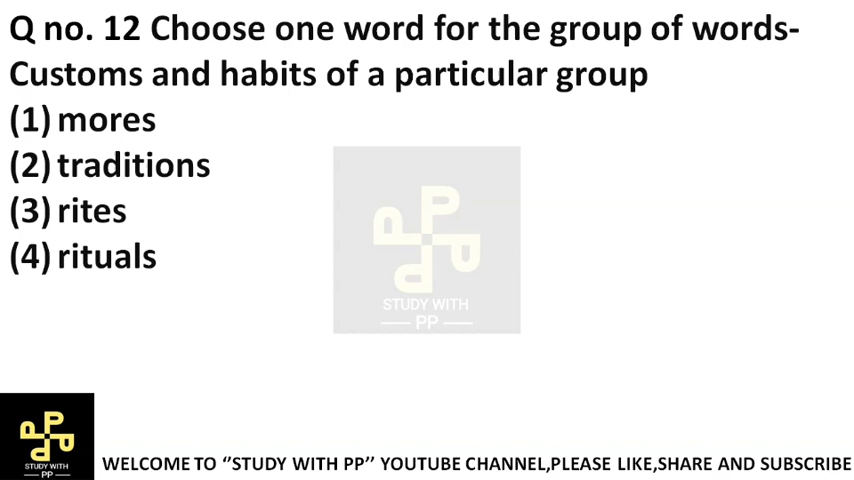 Q no. 12 Choose one word for the group of words-
Customs and habits of a particular group
(1) mores
(2) traditions
(3) rites
(4) rituals
P P P P
STUDY WITH
PP
P P P P
STUDY WITH
PP
WELCOME TO ‘’STUDY WITH PP’’ YOUTUBE CHANNEL,PLEASE LIKE,SHARE AND SUBSCRIBE